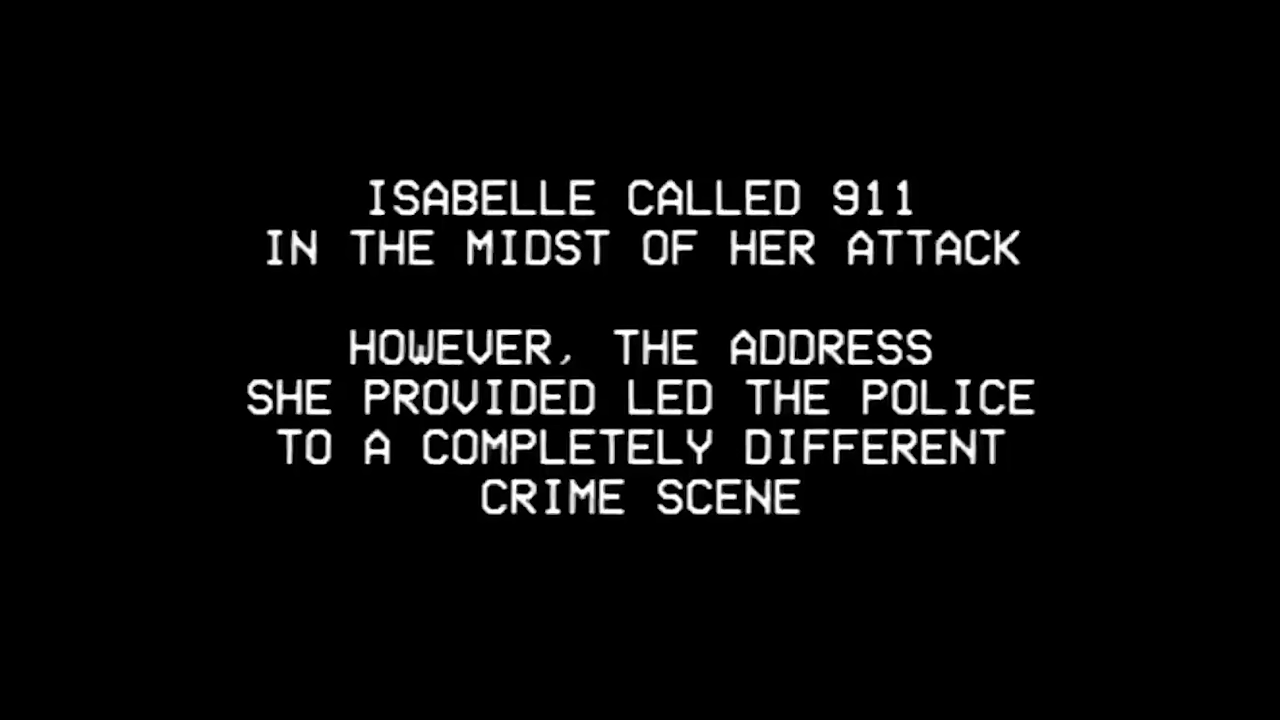 ISABELLE CALLED 911
IN THE MIDST OF HER ATTACK
HOWEVER, THE ADDRESS
SHE PROVIDED LED THE POLICE
TO A COMPLETELY DIFFERENT
CRIME SCENE